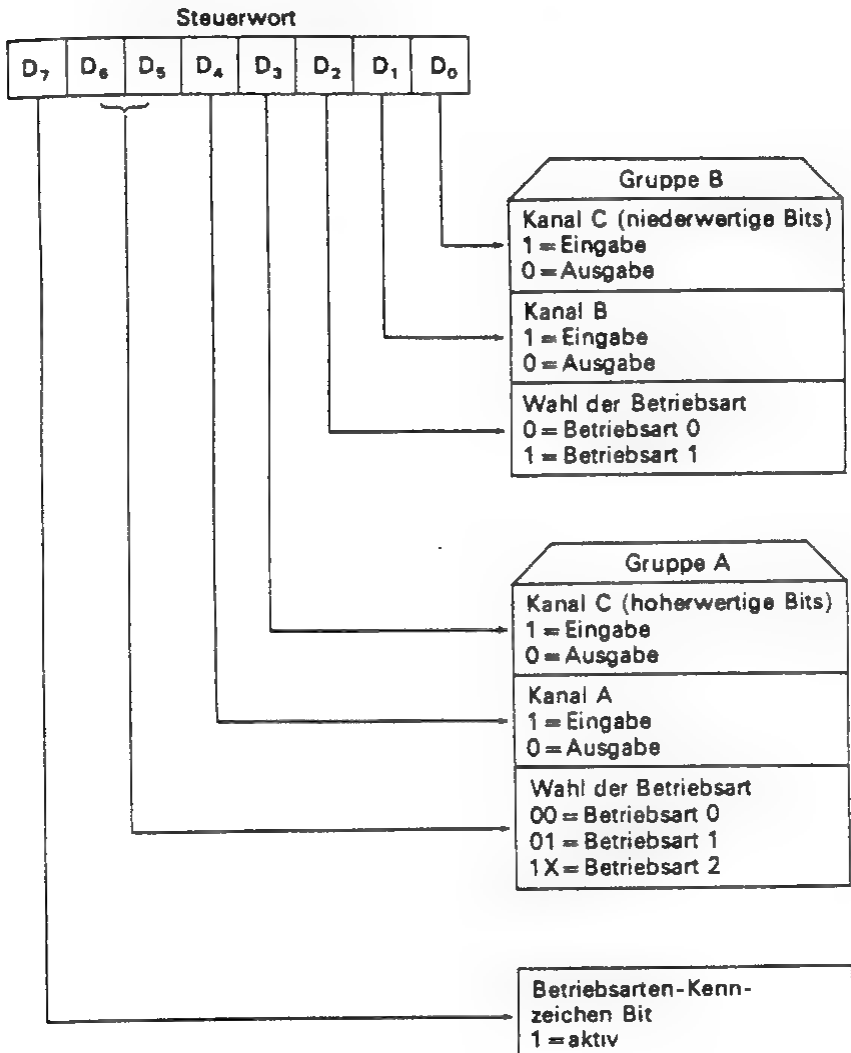 Steuerwort
D₇ D₆ D₅ D₄ D₃ D₂ D₁ D₀
Gruppe B
Kanal C (niederwertige Bits)
1 = Eingabe
0 = Ausgabe
Kanal B
1 = Eingabe
0 = Ausgabe
Wahl der Betriebsart
0 = Betriebsart 0
1 = Betriebsart 1
Gruppe A
Kanal C (hoherwertige Bits)
1 = Eingabe
0 = Ausgabe
Kanal A
1 = Eingabe
0 = Ausgabe
Wahl der Betriebsart
00 = Betriebsart 0
01 = Betriebsart 1
1X = Betriebsart 2
Betriebsarten-Kenn-
zeichen Bit
1 = aktiv